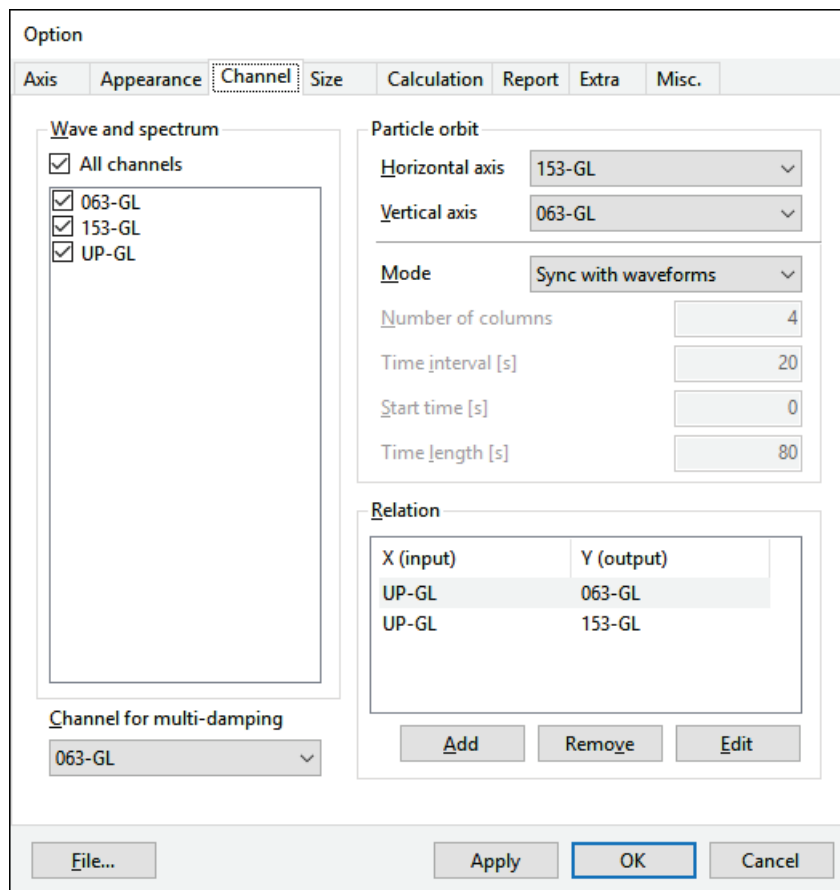 Option
Axis Appearance Channel Size Calculation Report Extra Misc.
Wave and spectrum
All channels
063-GL
153-GL
UP-GL
Channel for multi-damping
063-GL
Particle orbit
Horizontal axis 153-GL
Vertical axis 063-GL
Mode Sync with waveforms
Number of columns 4
Time interval [s] 20
Start time [s] 0
Time length [s] 80
Relation
X (input) Y (output)
UP-GL 063-GL
UP-GL 153-GL
Add Remove Edit
File... Apply OK Cancel